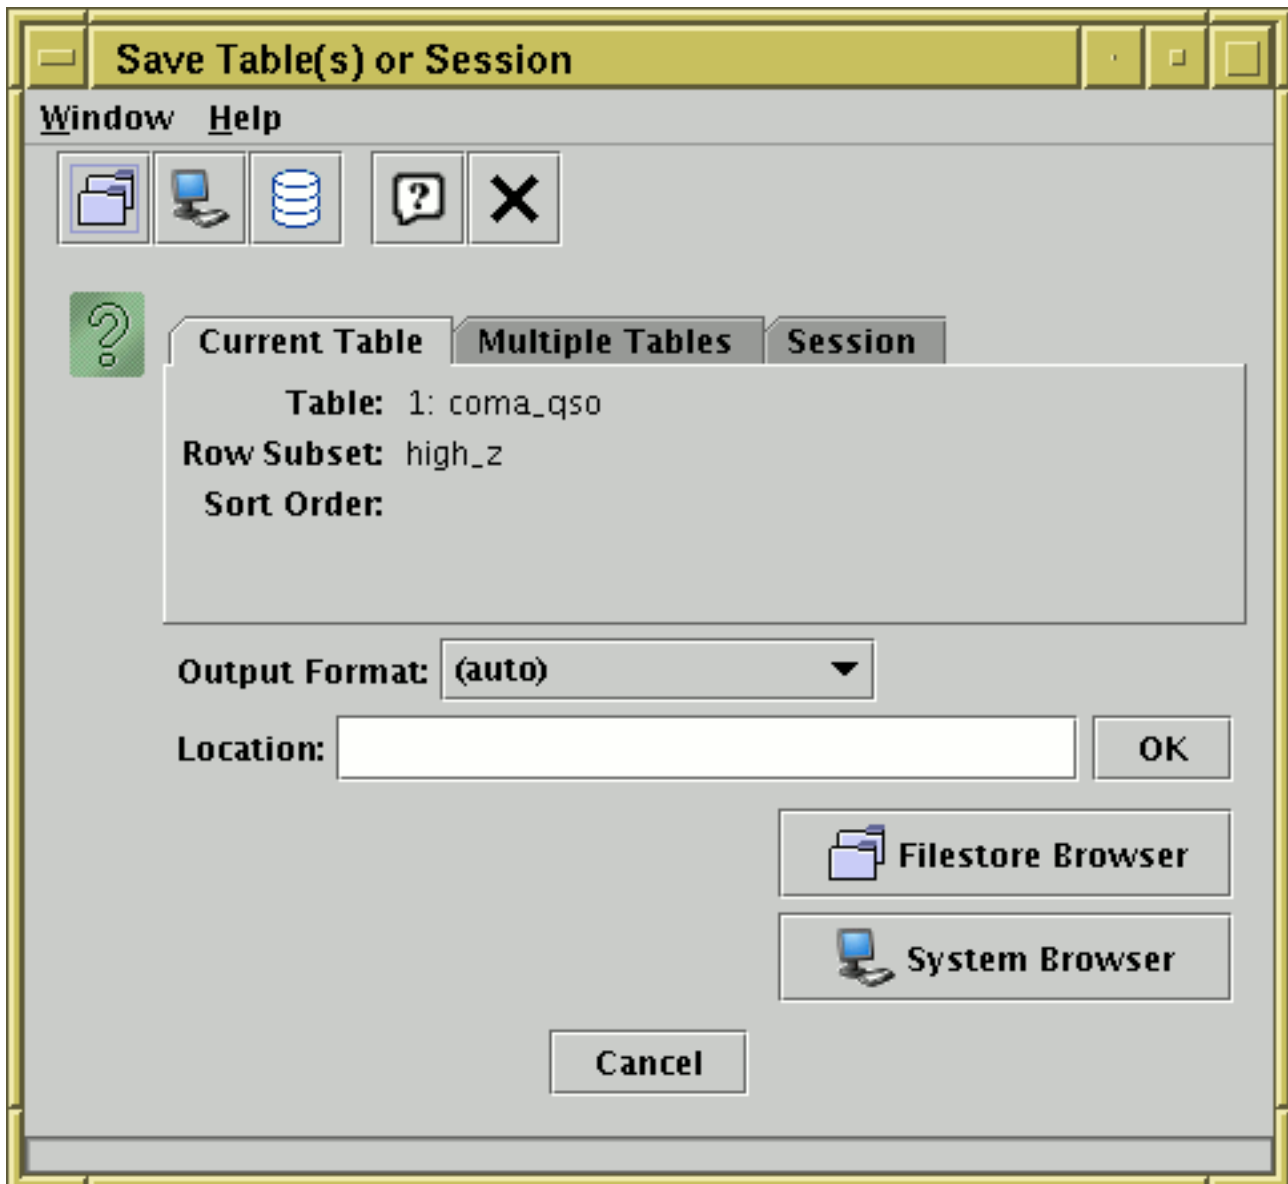 Save Table(s) or Session
Window Help
Current Table Multiple Tables Session
Table: 1: coma_qso
Row Subset: high_z
Sort Order:
Output Format: (auto)
Location: OK
Filestore Browser
System Browser
Cancel